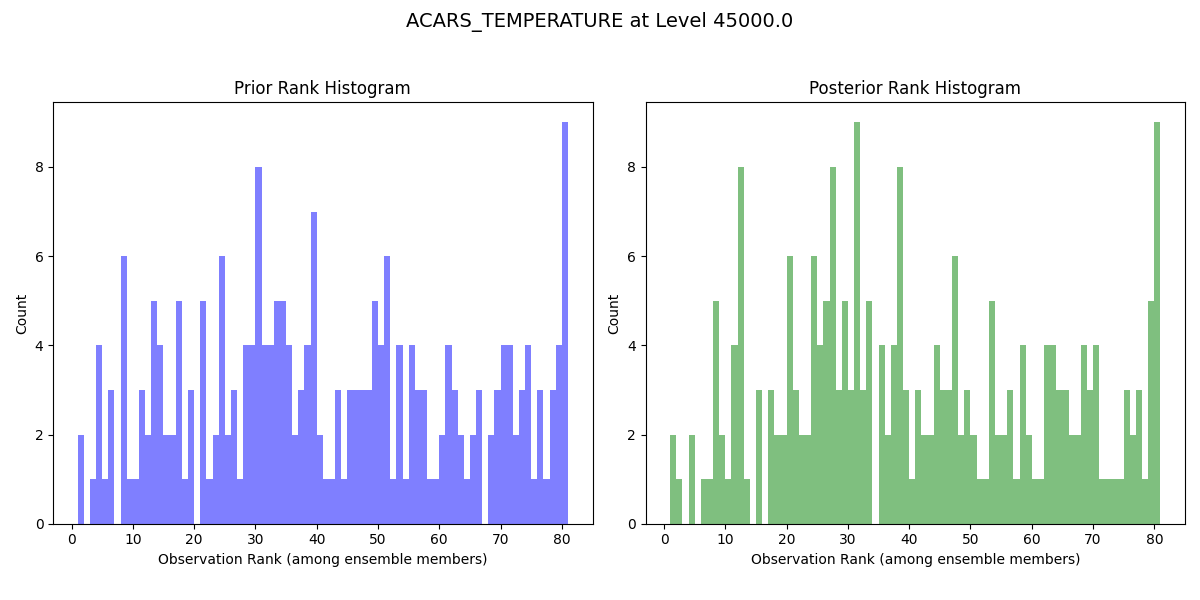 ACARS_TEMPERATURE at Level 45000.0
Prior Rank Histogram
Count
8
6
4
2
0
0 10 20 30 40 50 60 70 80
Observation Rank (among ensemble members)
Posterior Rank Histogram
Count
8
6
4
2
0
0 10 20 30 40 50 60 70 80
Observation Rank (among ensemble members)